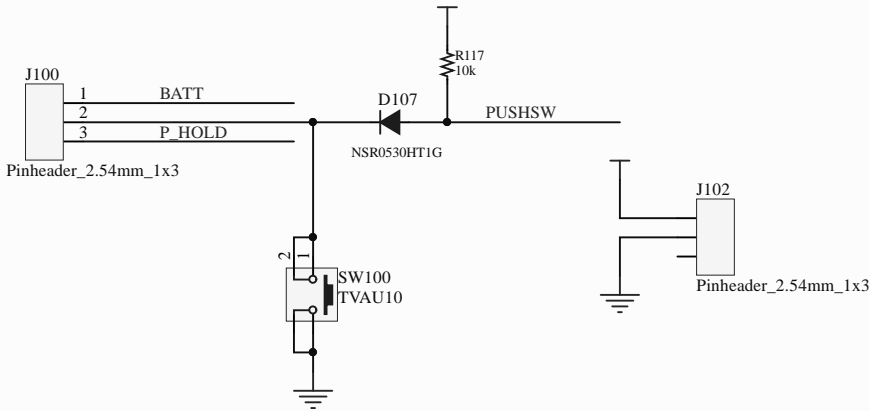 R117
10k
J100
1
BATT
2
3
P_HOLD
Pinheader_2.54mm_1x3
D107
PUSHSW
NSR0530HT1G
J102
Pinheader_2.54mm_1x3
2
1
SW100
TVAU10